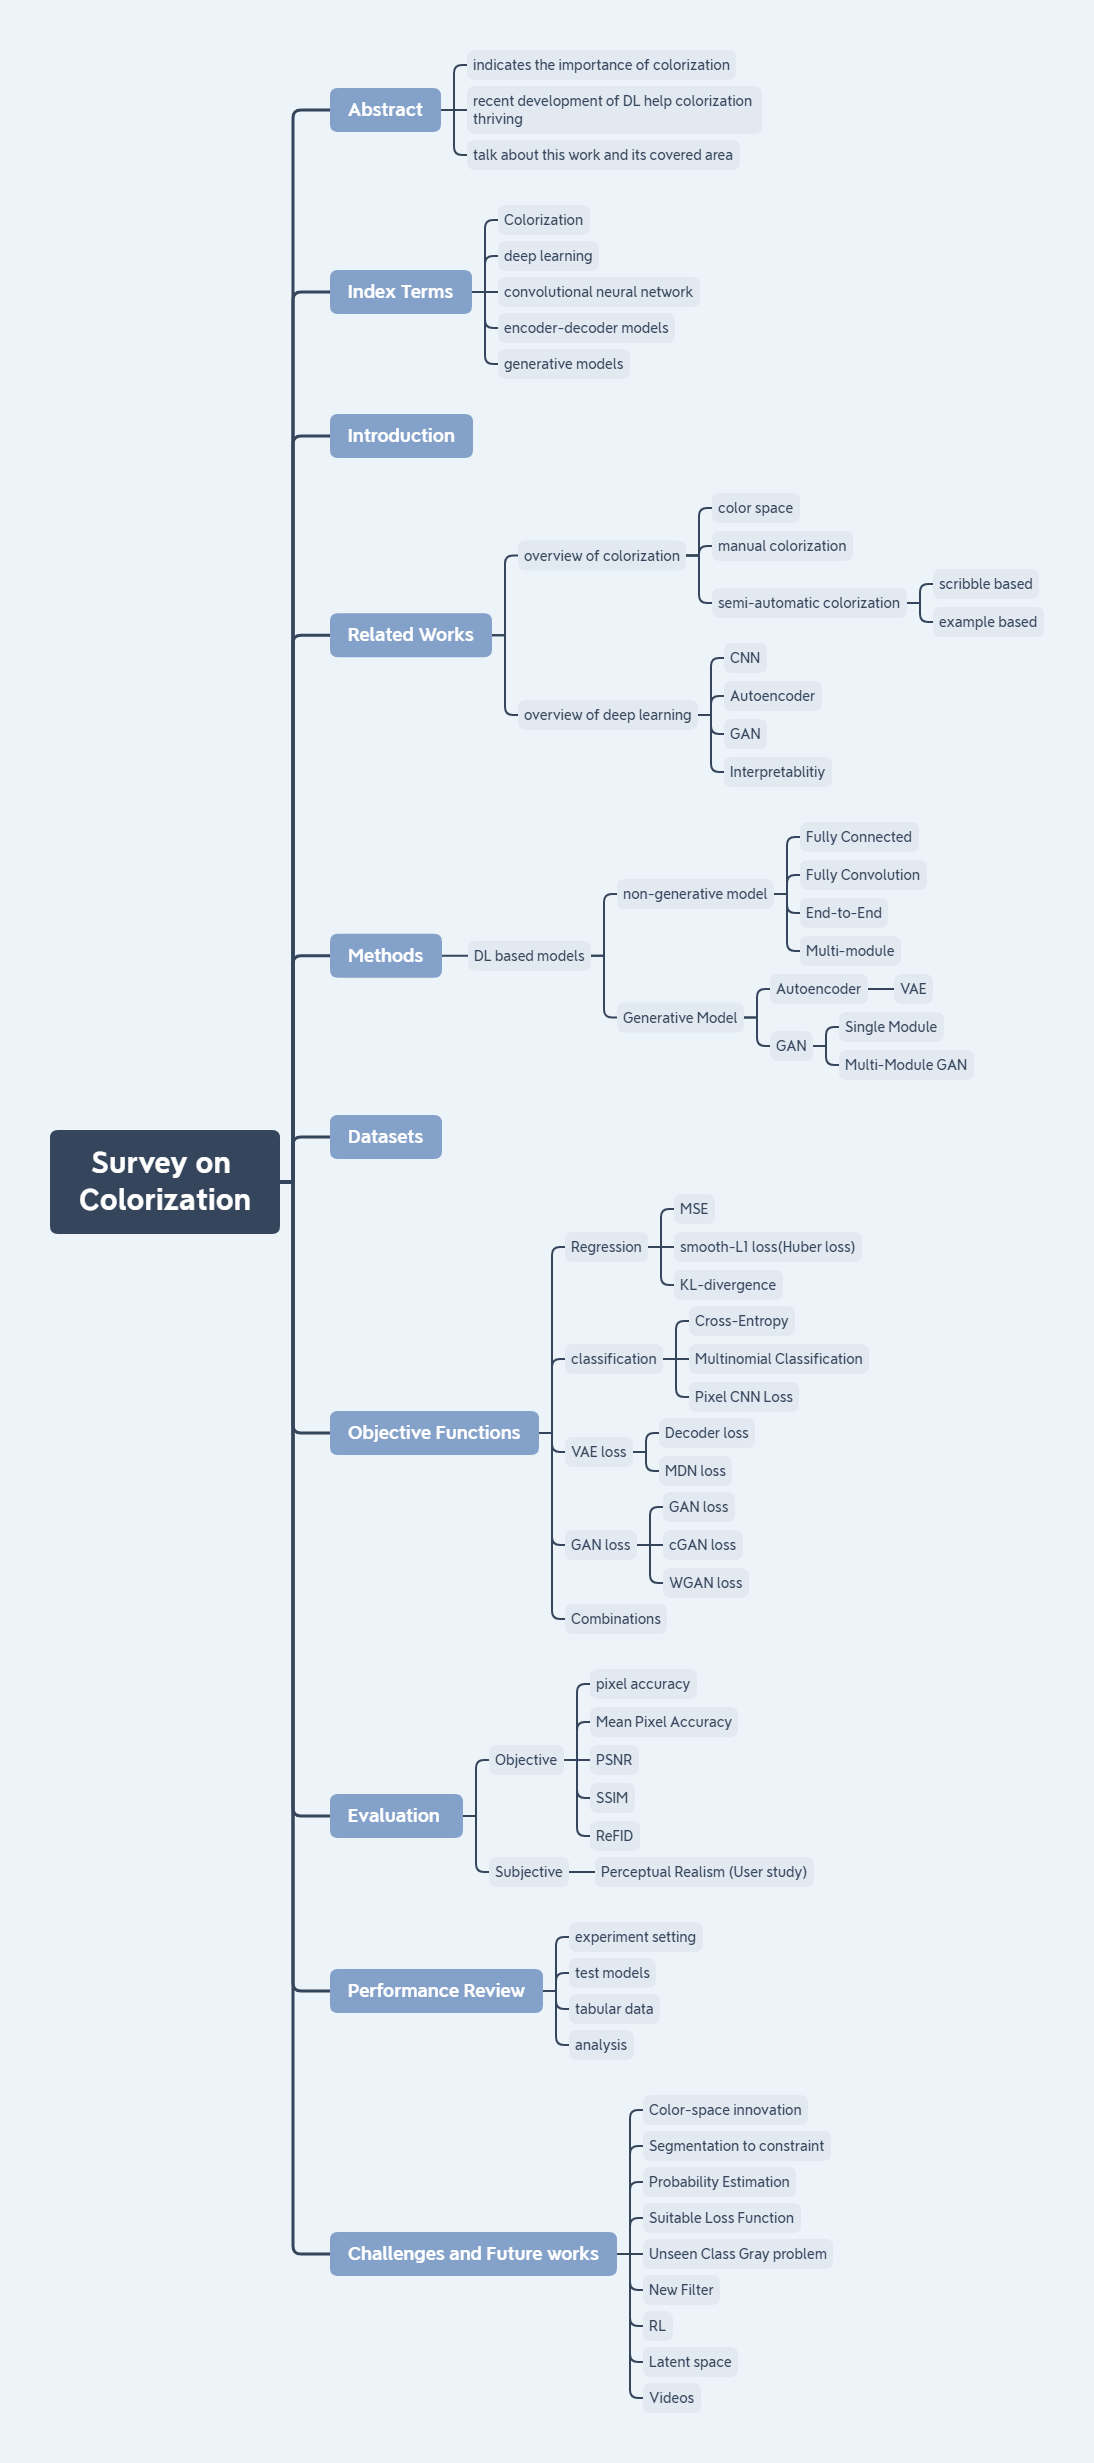 Survey on
Colorization
Abstract
indicates the importance of colorization
recent development of DL help colorization
thriving
talk about this work and its covered area
Index Terms
Colorization
deep learning
convolutional neural network
encoder-decoder models
generative models
Introduction
Related Works
overview of colorization
color space
manual colorization
semi-automatic colorization
scribble based
example based
overview of deep learning
CNN
Autoencoder
GAN
Interpretablitiy
Methods
DL based models
non-generative model
Fully Connected
Fully Convolution
End-to-End
Multi-module
Generative Model
Autoencoder
VAE
GAN
Single Module
Multi-Module GAN
Datasets
Objective Functions
Regression
MSE
smooth-L1 loss(Huber loss)
KL-divergence
classification
Cross-Entropy
Multinomial Classification
Pixel CNN Loss
VAE loss
Decoder loss
MDN loss
GAN loss
GAN loss
cGAN loss
WGAN loss
Combinations
Evaluation
Objective
pixel accuracy
Mean Pixel Accuracy
PSNR
SSIM
ReFID
Subjective
Perceptual Realism (User study)
Performance Review
experiment setting
test models
tabular data
analysis
Challenges and Future works
Color-space innovation
Segmentation to constraint
Probability Estimation
Suitable Loss Function
Unseen Class Gray problem
New Filter
RL
Latent space
Videos